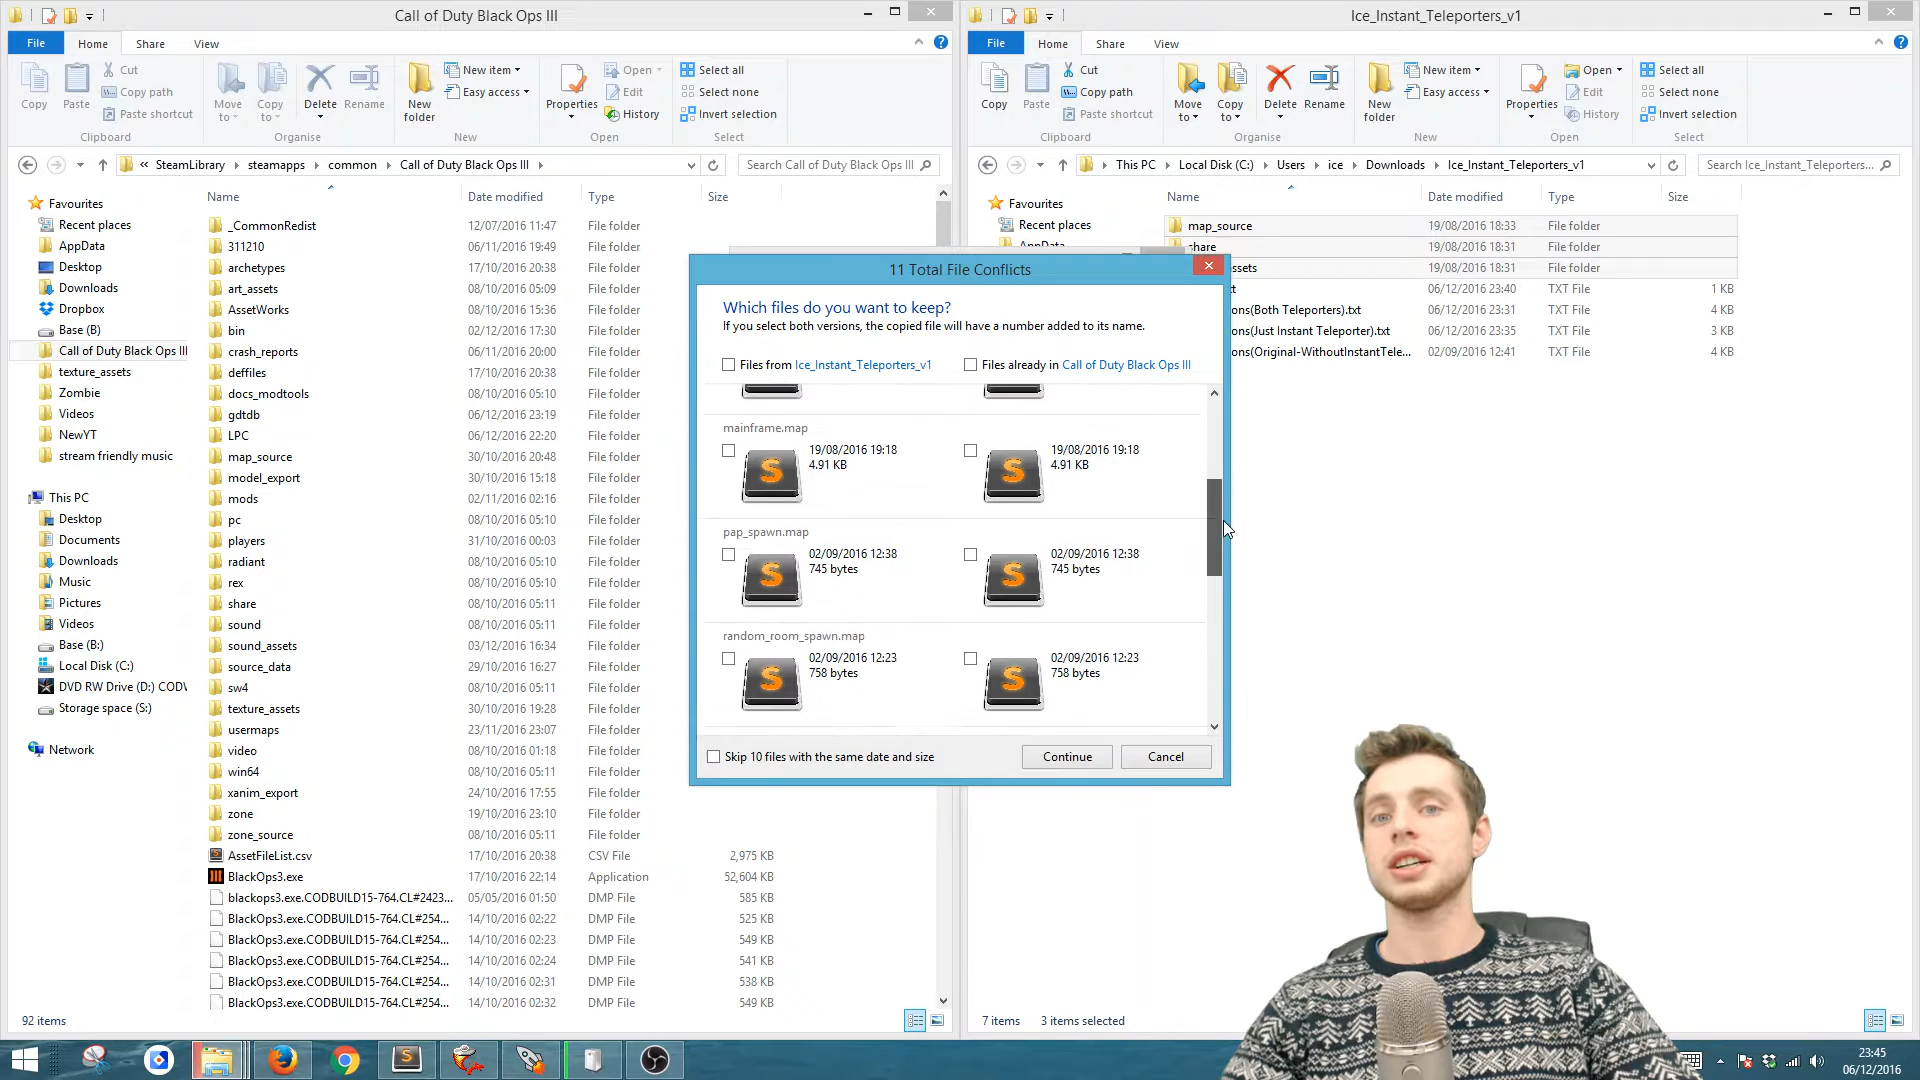 Call of Duty Black Ops III
File
Home
Share
View
Copy
Paste
Cut
Copy path
Paste shortcut
Clipboard
Move to
Copy to
Delete
Rename
Organise
New folder
New item
Easy access
New
Properties
Open
Edit
History
Open
Select all
Select none
Invert selection
Select
« SteamLibrary
steamapps
common
Call of Duty Black Ops III
Search Call of Duty Black Ops III
Favourites
Recent places
AppData
Desktop
Downloads
Dropbox
Base (B)
Call of Duty Black Ops III
texture_assets
Zombie
Videos
NewYT
stream friendly music
This PC
Desktop
Documents
Downloads
Music
Pictures
Videos
Base (B:)
Local Disk (C:)
DVD RW Drive (D:) COD
Storage space (S:)
Network
Name Date modified Type Size
_CommonRedist 12/07/2016 11:47 File folder
311210 06/11/2016 19:49 File folder
archetypes 17/10/2016 20:38 File folder
art_assets 08/10/2016 05:09 File folder
AssetWorks 08/10/2016 15:36 File folder
bin 02/12/2016 17:30 File folder
crash_reports 06/11/2016 20:00 File folder
deffiles 17/10/2016 20:38 File folder
docs_modtools 08/10/2016 05:10 File folder
gdtdb 06/12/2016 23:19 File folder
LPC 06/12/2016 22:20 File folder
map_source 30/10/2016 20:48 File folder
model_export 30/10/2016 15:18 File folder
mods 02/11/2016 02:16 File folder
pc 08/10/2016 05:10 File folder
players 31/10/2016 00:03 File folder
radiant 08/10/2016 05:10 File folder
rex 08/10/2016 05:10 File folder
share 08/10/2016 05:11 File folder
sound 08/10/2016 05:11 File folder
sound_assets 03/12/2016 16:34 File folder
source_data 29/10/2016 16:27 File folder
sw4 08/10/2016 05:11 File folder
texture_assets 30/10/2016 19:28 File folder
usermaps 23/11/2016 23:07 File folder
video 08/10/2016 01:18 File folder
win64 08/10/2016 05:11 File folder
xanim_export 24/10/2016 17:55 File folder
zone 19/10/2016 23:10 File folder
zone_source 08/10/2016 05:11 File folder
AssetFileList.csv 17/10/2016 20:38 CSV File 2,975 KB
BlackOps3.exe 17/10/2016 22:14 Application 52,604 KB
blackops3.exe.CODBUILD15-764.CL#2423... 05/05/2016 01:50 DMP File 585 KB
BlackOps3.exe.CODBUILD15-764.CL#254... 14/10/2016 02:22 DMP File 525 KB
BlackOps3.exe.CODBUILD15-764.CL#254... 14/10/2016 02:23 DMP File 549 KB
BlackOps3.exe.CODBUILD15-764.CL#254... 14/10/2016 02:24 DMP File 541 KB
BlackOps3.exe.CODBUILD15-764.CL#254... 14/10/2016 02:31 DMP File 538 KB
BlackOps3.exe.CODBUILD15-764.CL#254... 14/10/2016 02:32 DMP File 549 KB
92 items
Ice_Instant_Teleporters_v1
File
Home
Share
View
Copy
Paste
Cut
Copy path
Paste shortcut
Clipboard
Move to
Copy to
Delete
Rename
Organise
New folder
New item
Easy access
New
Properties
Open
Edit
History
Open
Select all
Select none
Invert selection
Select
This PC
Local Disk (C:)
Users
ice
Downloads
Ice_Instant_Teleporters_v1
Search Ice_Instant_Teleporters...
Favourites
Recent places
AppData
Name Date modified Type Size
map_source 19/08/2016 18:33 File folder
share 19/08/2016 18:31 File folder
ssets 19/08/2016 18:31 File folder
06/12/2016 23:40 TXT File 1 KB
ons(Both Teleporters).txt 06/12/2016 23:31 TXT File 4 KB
ons(Just Instant Teleporter).txt 06/12/2016 23:35 TXT File 3 KB
ons(Original-WithoutInstantTele... 02/09/2016 12:41 TXT File 4 KB
7 items 3 items selected
11 Total File Conflicts
Which files do you want to keep?
If you select both versions, the copied file will have a number added to its name.
Files from Ice_Instant_Teleporters_v1
Files already in Call of Duty Black Ops III
mainframe.map
19/08/2016 19:18
4.91 KB
19/08/2016 19:18
4.91 KB
pap_spawn.map
02/09/2016 12:38
745 bytes
02/09/2016 12:38
745 bytes
random_room_spawn.map
02/09/2016 12:23
758 bytes
02/09/2016 12:23
758 bytes
Skip 10 files with the same date and size
Continue
Cancel
23:45
06/12/2016